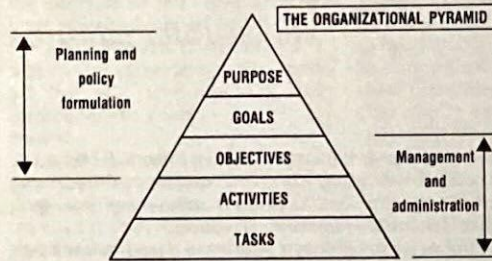 THE ORGANIZATIONAL PYRAMID
Planning and
policy
formulation
PURPOSE
GOALS
OBJECTIVES
ACTIVITIES
TASKS
Management
and
administration